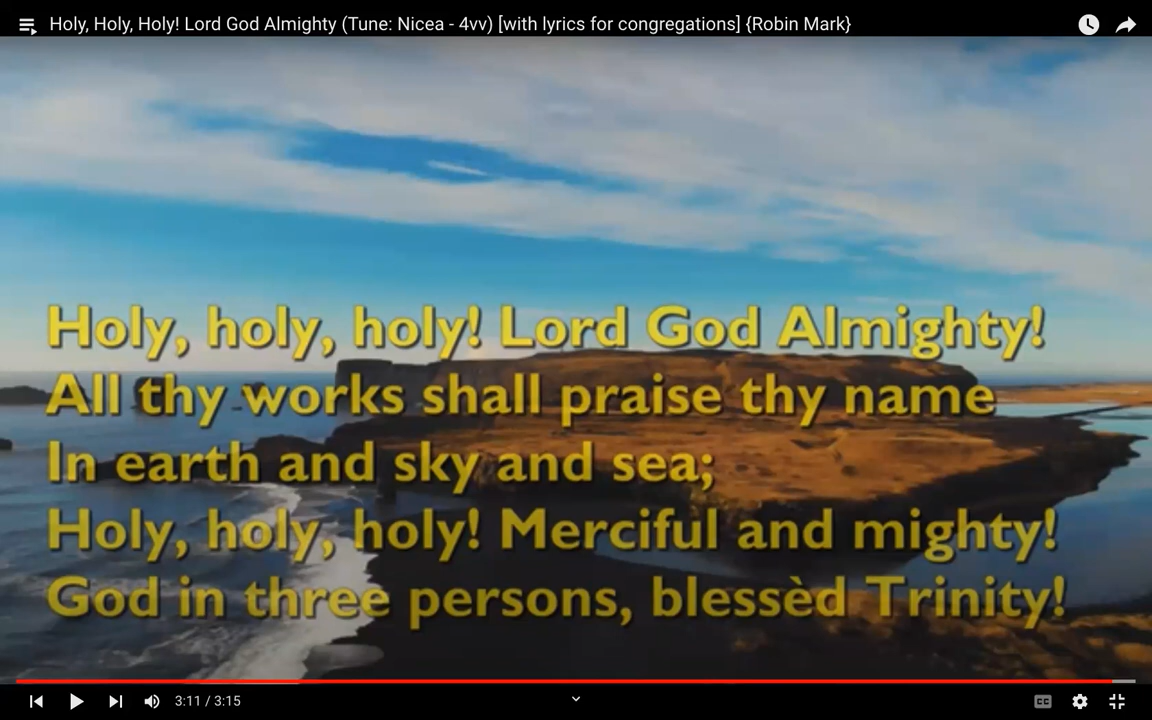 Holy, Holy, Holy! Lord God Almighty (Tune: Nicea - 4vv) [with lyrics for congregations] {Robin Mark}
Holy, holy, holy! Lord God Almighty!
All thy works shall praise thy name
In earth and sky and sea;
Holy, holy, holy! Merciful and mighty!
God in three persons, blessèd Trinity!
3:11 / 3:15
CC